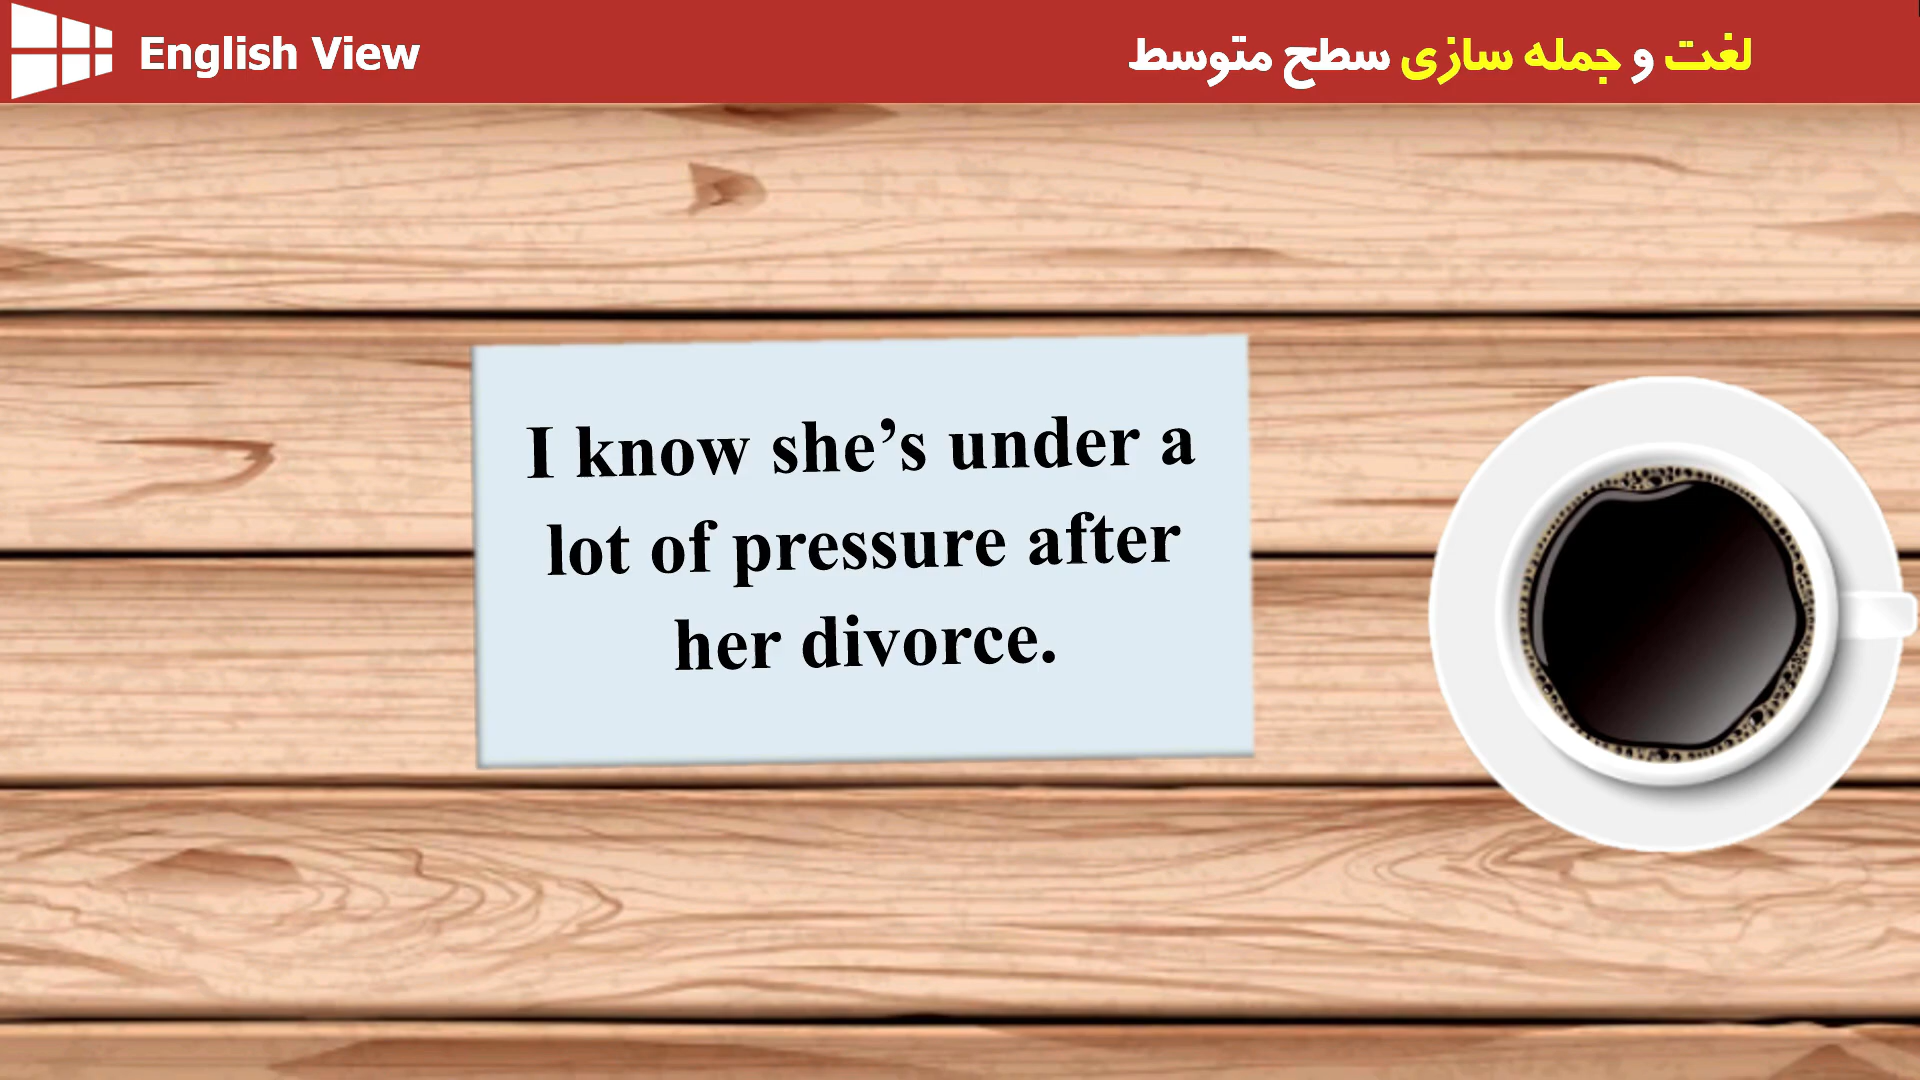 English View
لغت و جمله سازی سطح متوسط
I know she’s under a
lot of pressure after
her divorce.